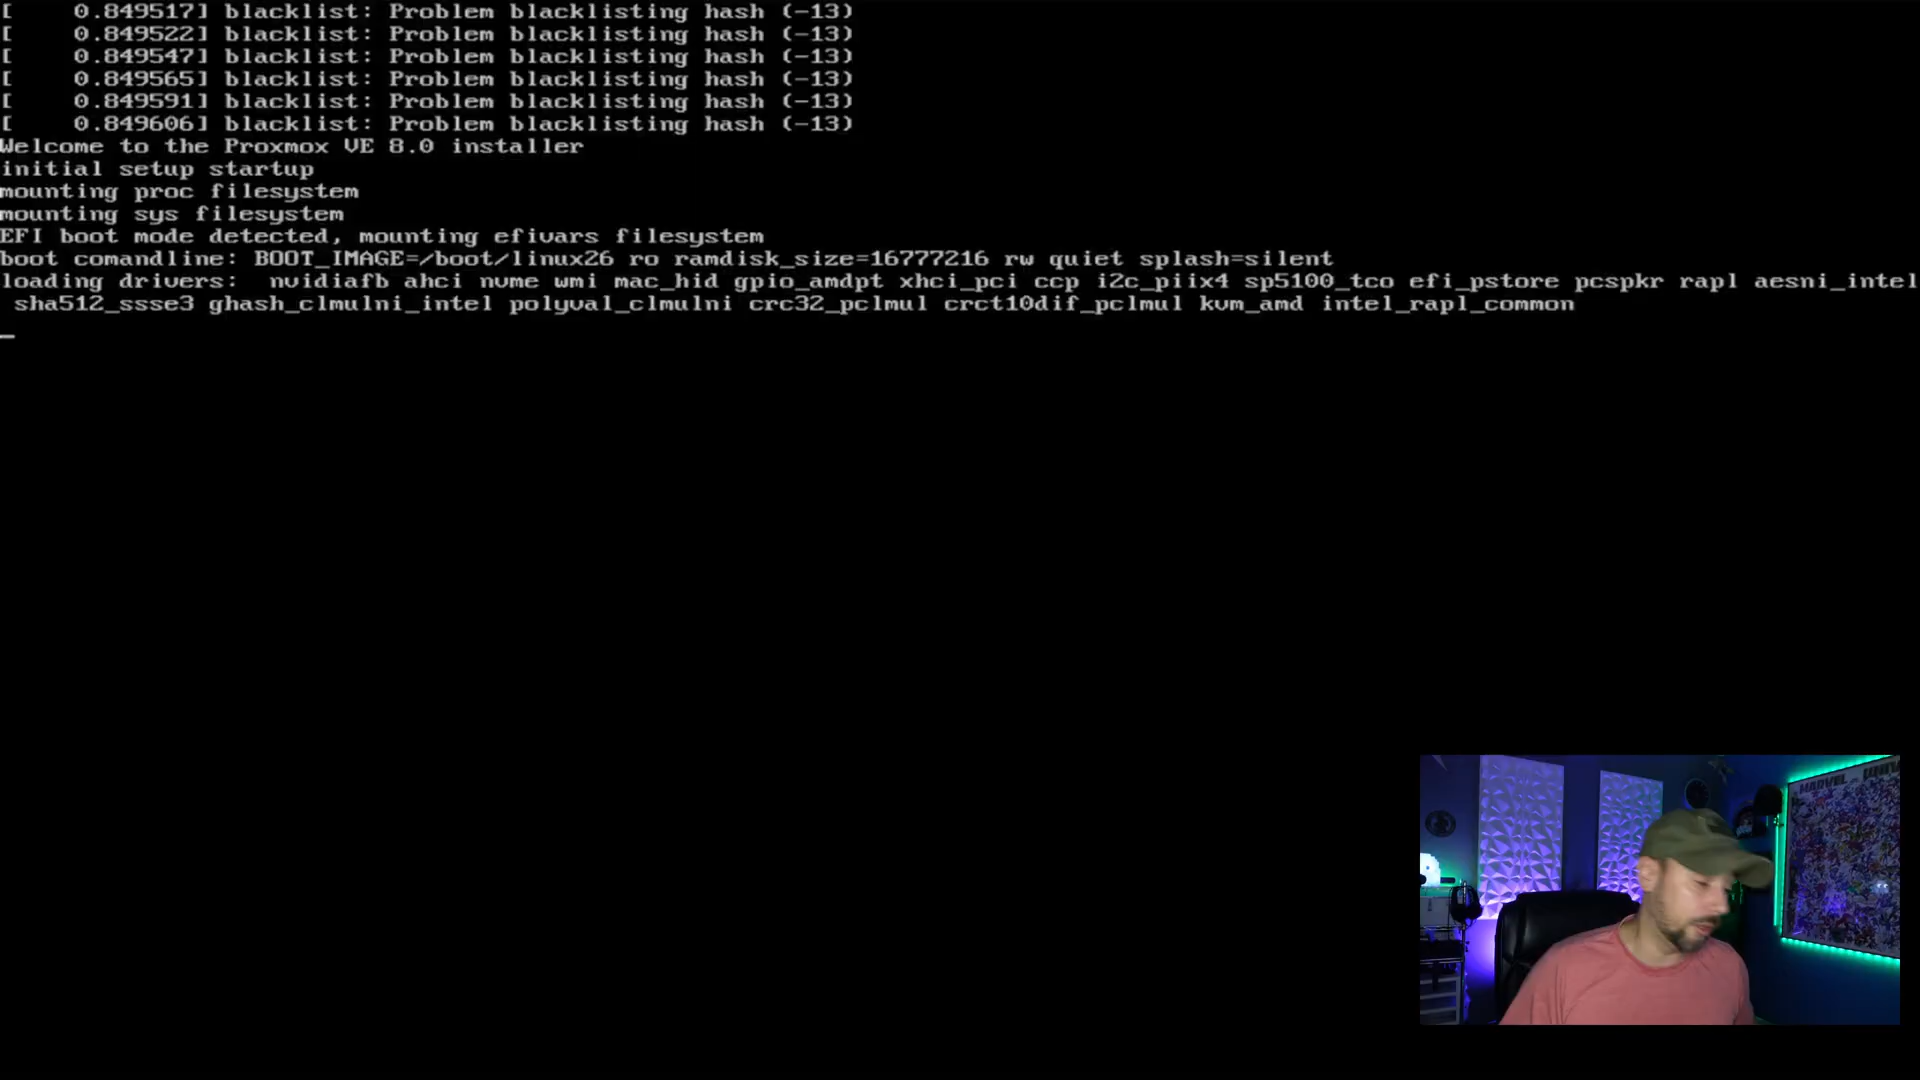 [    0.849517] blacklist: Problem blacklisting hash (-13)
[    0.849522] blacklist: Problem blacklisting hash (-13)
[    0.849547] blacklist: Problem blacklisting hash (-13)
[    0.849565] blacklist: Problem blacklisting hash (-13)
[    0.849591] blacklist: Problem blacklisting hash (-13)
[    0.849606] blacklist: Problem blacklisting hash (-13)
Welcome to the Proxmox VE 8.0 installer
initial setup startup
mounting proc filesystem
mounting sys filesystem
EFI boot mode detected, mounting efivars filesystem
boot comandline: BOOT_IMAGE=/boot/linux26 ro ramdisk_size=16777216 rw quiet splash=silent
loading drivers:  nvidiafb ahci nvme wmi mac_hid gpio_amdpt xhci_pci ccp i2c_piix4 sp5100_tco efi_pstore pcspkr rapl aesni_intel
sha512_ssse3 ghash_clmulni_intel polyval_clmulni crc32_pclmul crct10dif_pclmul kvm_amd intel_rapl_common
MARVEL